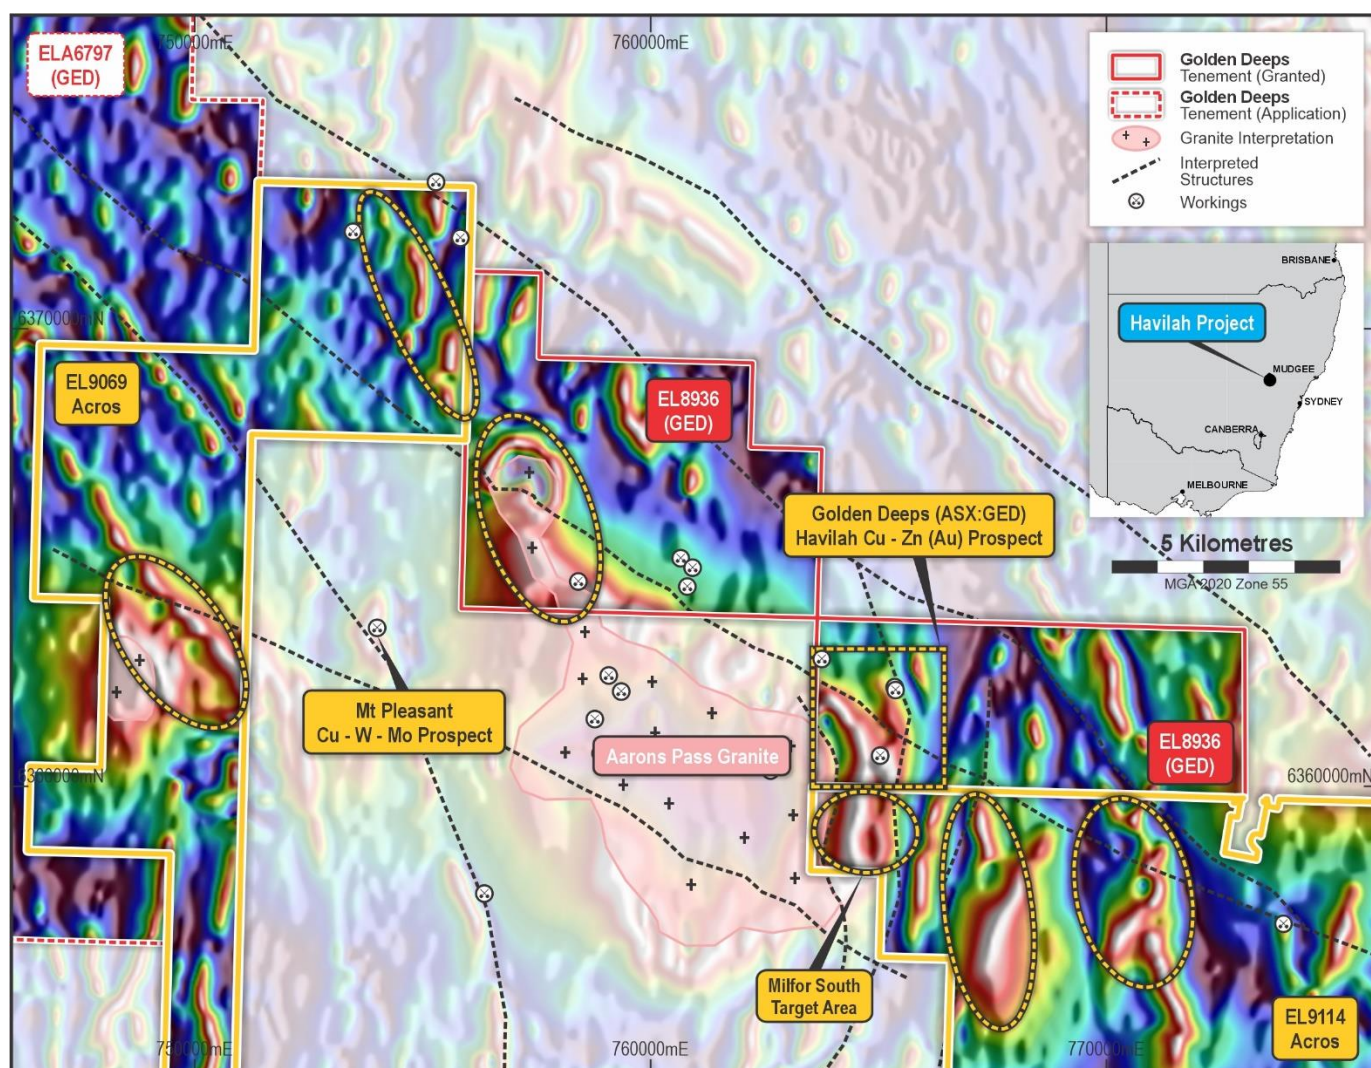 750000mE
760000mE
ELA6797
(GED)
Golden Deeps
Tenement (Granted)
Golden Deeps
Tenement (Application)
Granite Interpretation
Interpreted
Structures
Workings
BRISBANE
Havilah Project
MUDGEE
SYDNEY
CANBERRA
MELBOURNE
6370000mN
EL9069
Acros
EL8936
(GED)
Golden Deeps (ASX:GED)
Havilah Cu - Zn (Au) Prospect
5 Kilometres
MGA 2020 Zone 55
Mt Pleasant
Cu - W - Mo Prospect
Aarons Pass Granite
EL8936
(GED)
6360000mN
6360000mN
Milfor South
Target Area
EL9114
Acros
750000mE
760000mE
770000mE